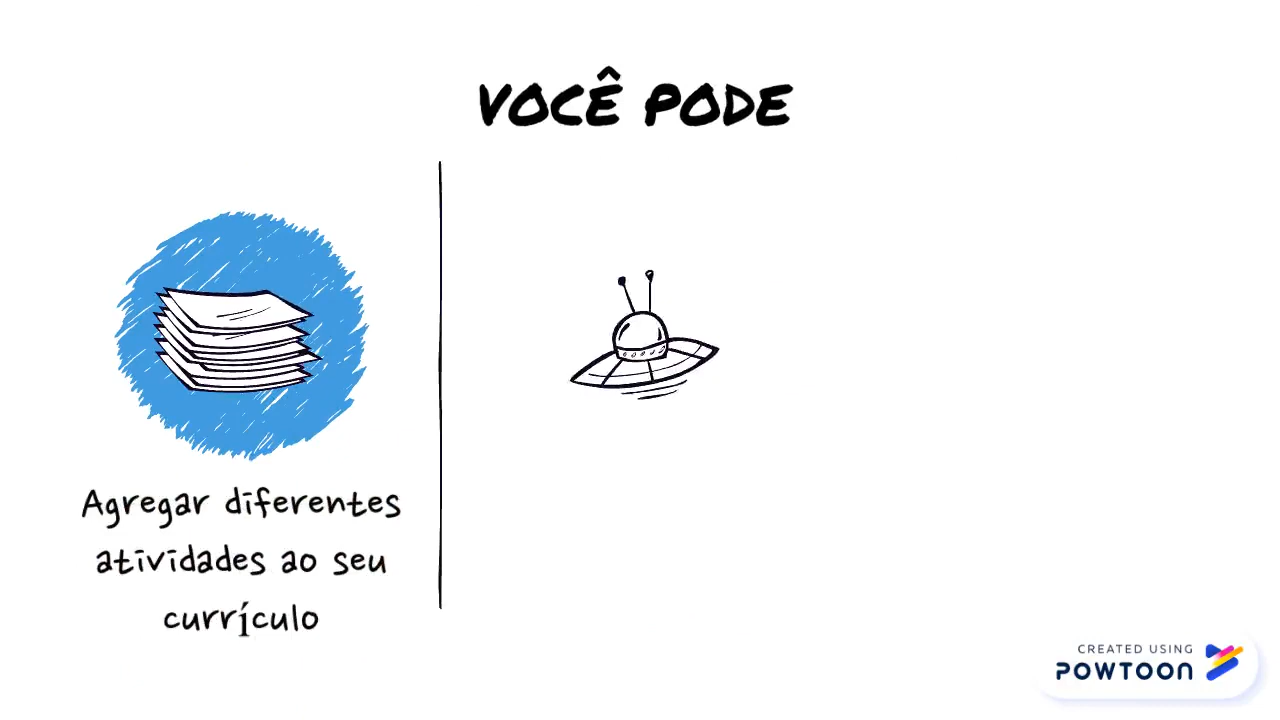 VOCÊ PODE
Agregar diferentes
atividades ao seu
currículo
CREATED USING
POWTOON